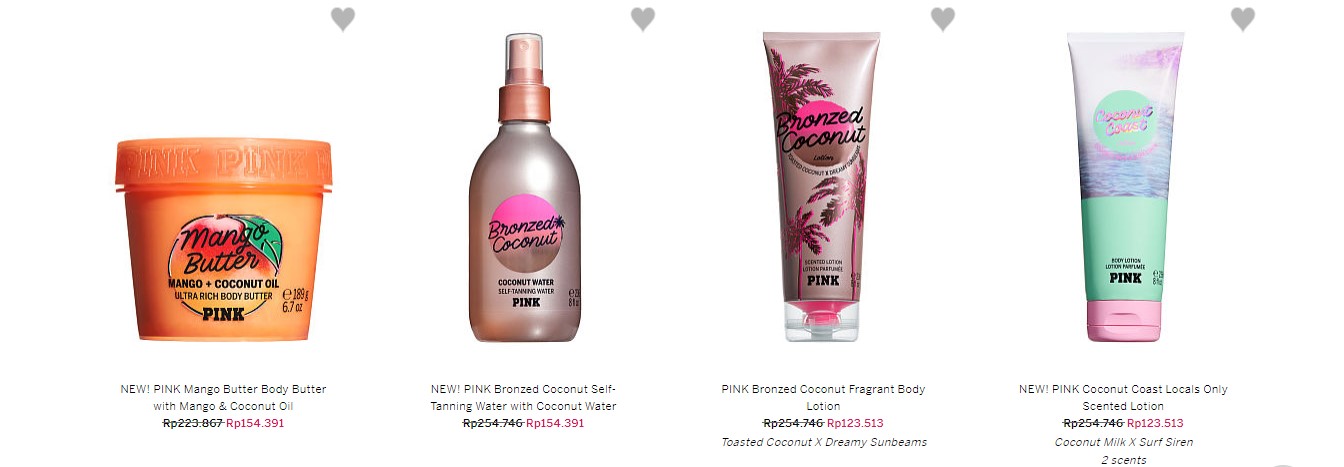 PINK PINK
Mango
Butter
MANGO + COCONUT OIL
ULTRA RICH BODY BUTTER
℮189 g
6.7 oz
PINK
Bronzed
Coconut
COCONUT WATER
SELF-TANNING WATER
PINK
Bronzed
Coconut
Lotion
TOASTED COCONUT X DREAMY SUNBEAMS
SCENTED LOTION
LOTION PARFUMÉE
PINK
Coconut
Coast
BODY LOTION
LOTION PARFUMÉE
PINK
NEW! PINK Mango Butter Body Butter
with Mango & Coconut Oil
Rp223.867 Rp154.391
NEW! PINK Bronzed Coconut Self-
Tanning Water with Coconut Water
Rp254.746 Rp154.391
PINK Bronzed Coconut Fragrant Body
Lotion
Rp254.746 Rp123.513
Toasted Coconut X Dreamy Sunbeams
NEW! PINK Coconut Coast Locals Only
Scented Lotion
Rp254.746 Rp123.513
Coconut Milk X Surf Siren
2 scents